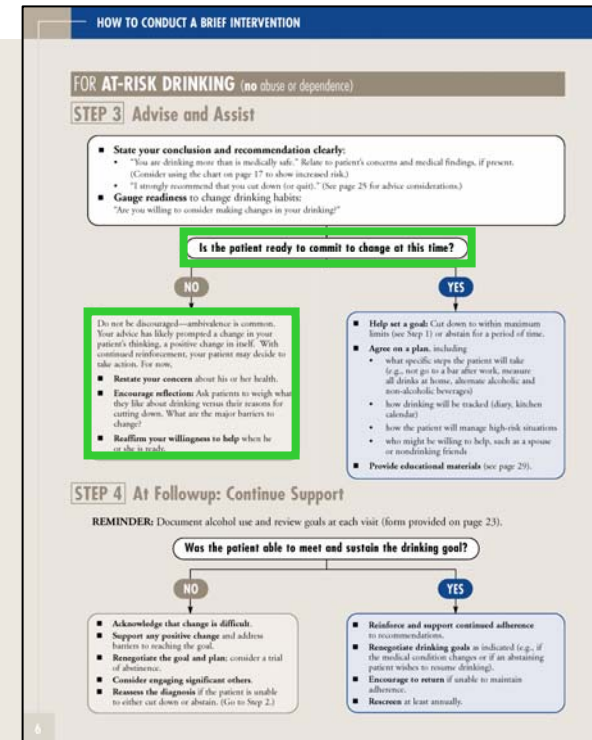 HOW TO CONDUCT A BRIEF INTERVENTION
FOR AT-RISK DRINKING (no abuse or dependence)
STEP 3 Advise and Assist
■ State your conclusion and recommendation clearly:
• "You are drinking more than is medically safe." Relate to patient's concerns and medical findings, if present.
(Consider using the chart on page 17 to show increased risk.)
• "I strongly recommend that you cut down (or quit)." (See page 25 for advice considerations.)
■ Gauge readiness to change drinking habits:
"Are you willing to consider making changes in your drinking?"
Is the patient ready to commit to change at this time?
NO
Do not be discouraged—ambivalence is common.
Your advice has likely prompted a change in your
patient's thinking, a positive change in itself. With
continued reinforcement, your patient may decide to
take action. For now,
■ Restate your concern about his or her health.
■ Encourage reflection: Ask patients to weigh what
they like about drinking versus their reasons for
cutting down. What are the major barriers to
change?
■ Reaffirm your willingness to help when he
or she is ready.
YES
■ Help set a goal: Cut down to within maximum
limits (see Step 1) or abstain for a period of time.
■ Agree on a plan, including
• what specific steps the patient will take
(e.g., not go to a bar after work, measure
all drinks at home, alternate alcoholic and
non-alcoholic beverages)
• how drinking will be tracked (diary, kitchen
calendar)
• how the patient will manage high-risk situations
• who might be willing to help, such as a spouse
or nondrinking friends
■ Provide educational materials (see page 29).
STEP 4 At Followup: Continue Support
REMINDER: Document alcohol use and review goals at each visit (form provided on page 23).
Was the patient able to meet and sustain the drinking goal?
NO
■ Acknowledge that change is difficult.
■ Support any positive change and address
barriers to reaching the goal.
■ Renegotiate the goal and plan; consider a trial
of abstinence.
■ Consider engaging significant others.
■ Reassess the diagnosis if the patient is unable
to either cut down or abstain. (Go to Step 2.)
YES
■ Reinforce and support continued adherence
to recommendations.
■ Renegotiate drinking goals as indicated (e.g., if
the medical condition changes or if an abstaining
patient wishes to resume drinking).
■ Encourage to return if unable to maintain
adherence.
■ Rescreen at least annually.
6